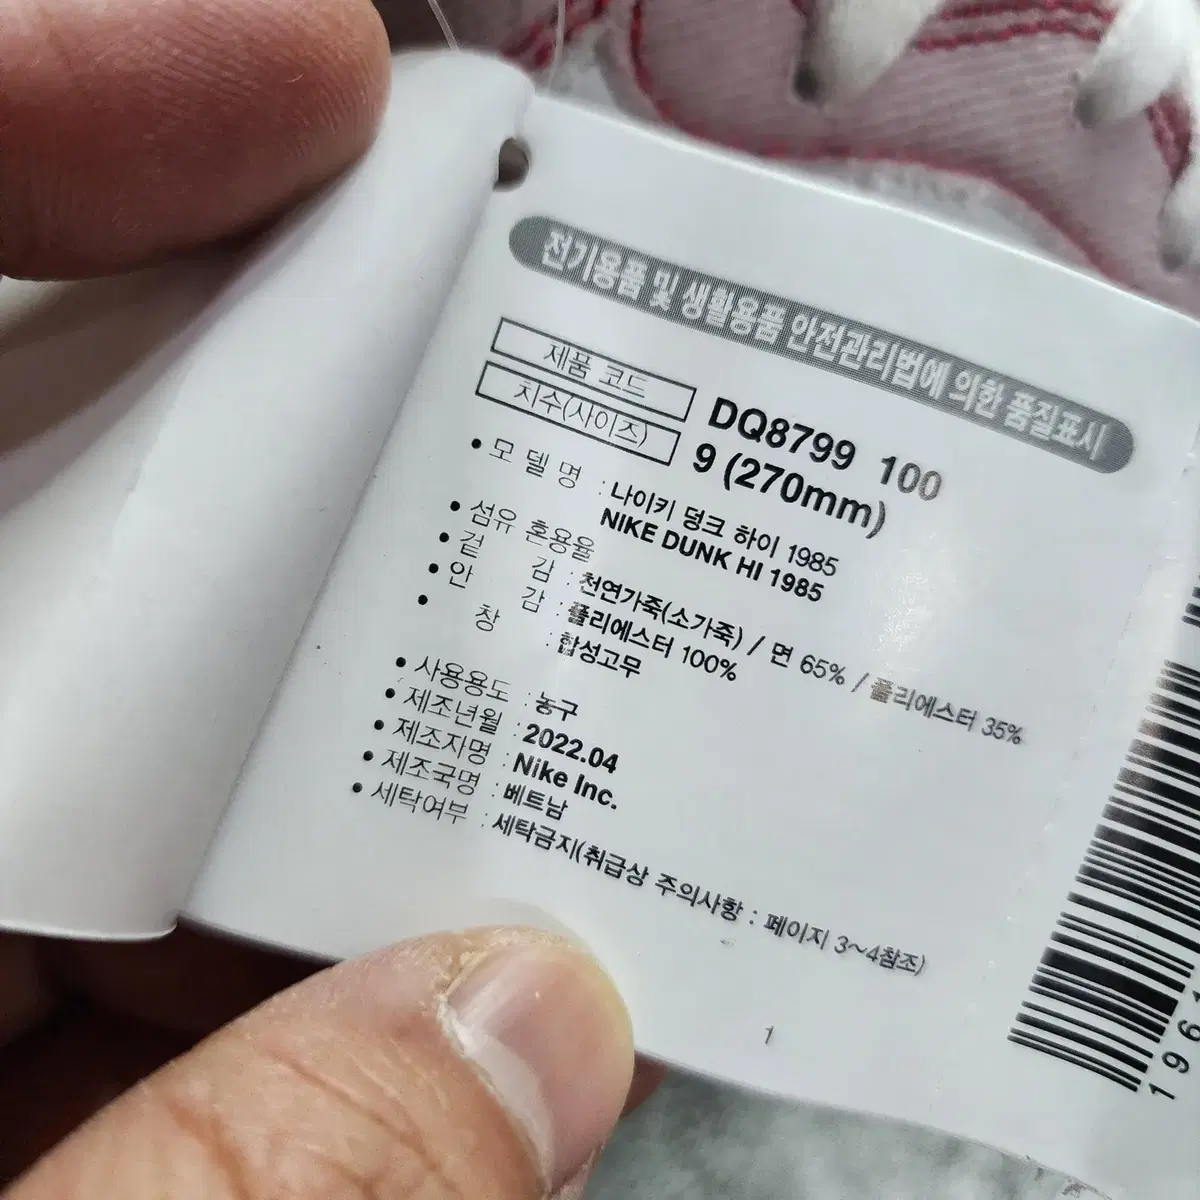 전기용품 및 생활용품 안전관리법에 의한 품질표시
제품 코드 DQ8799 100
치수(사이즈) 9 (270mm)
• 모 델 명 : 나이키 덩크 하이 1985
NIKE DUNK HI 1985
• 섬유 혼용율
• 겉 감 : 천연가죽(소가죽) / 면 65% / 폴리에스터 35%
• 안 감 : 폴리에스터 100%
• 창 : 합성고무
• 사용용도 : 농구
• 제조년월 : 2022.04
• 제조자명 : Nike Inc.
• 제조국명 : 베트남
• 세탁여부 : 세탁금지(취급상 주의사항 : 페이지 3~4참조)
1
1 9 6